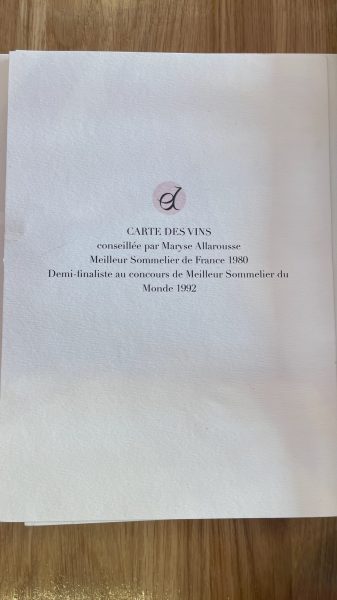 CARTE DES VINS
conseillée par Maryse Allarousse
Meilleur Sommelier de France 1980
Demi-finaliste au concours de Meilleur Sommelier du
Monde 1992